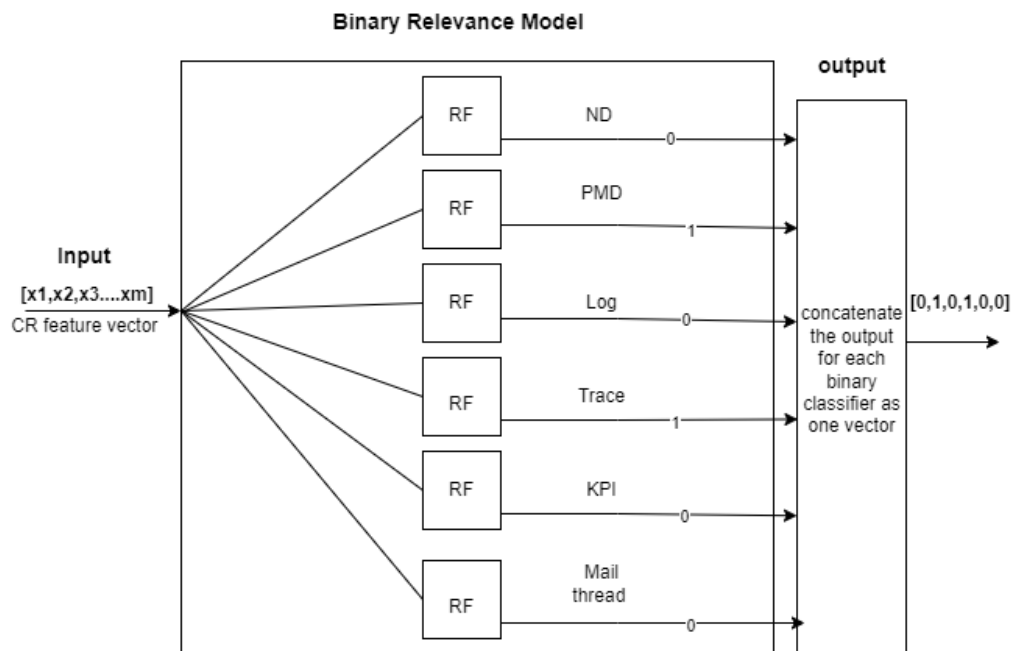 Binary Relevance Model
output
RF
ND
0
RF
PMD
1
Input
[x1,x2,x3....xm]
CR feature vector
RF
Log
0
[0,1,0,1,0,0]
concatenate
the output
for each
binary
classifier as
one vector
RF
Trace
1
RF
KPI
0
RF
Mail
thread
0